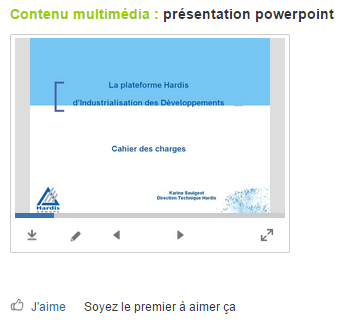 Contenu multimédia : présentation powerpoint
La plateforme Hardis
d'Industrialisation des Développements
Cahier des charges
Karine Saulgeot
Direction Technique Hardis
Hardis
J'aime Soyez le premier à aimer ça